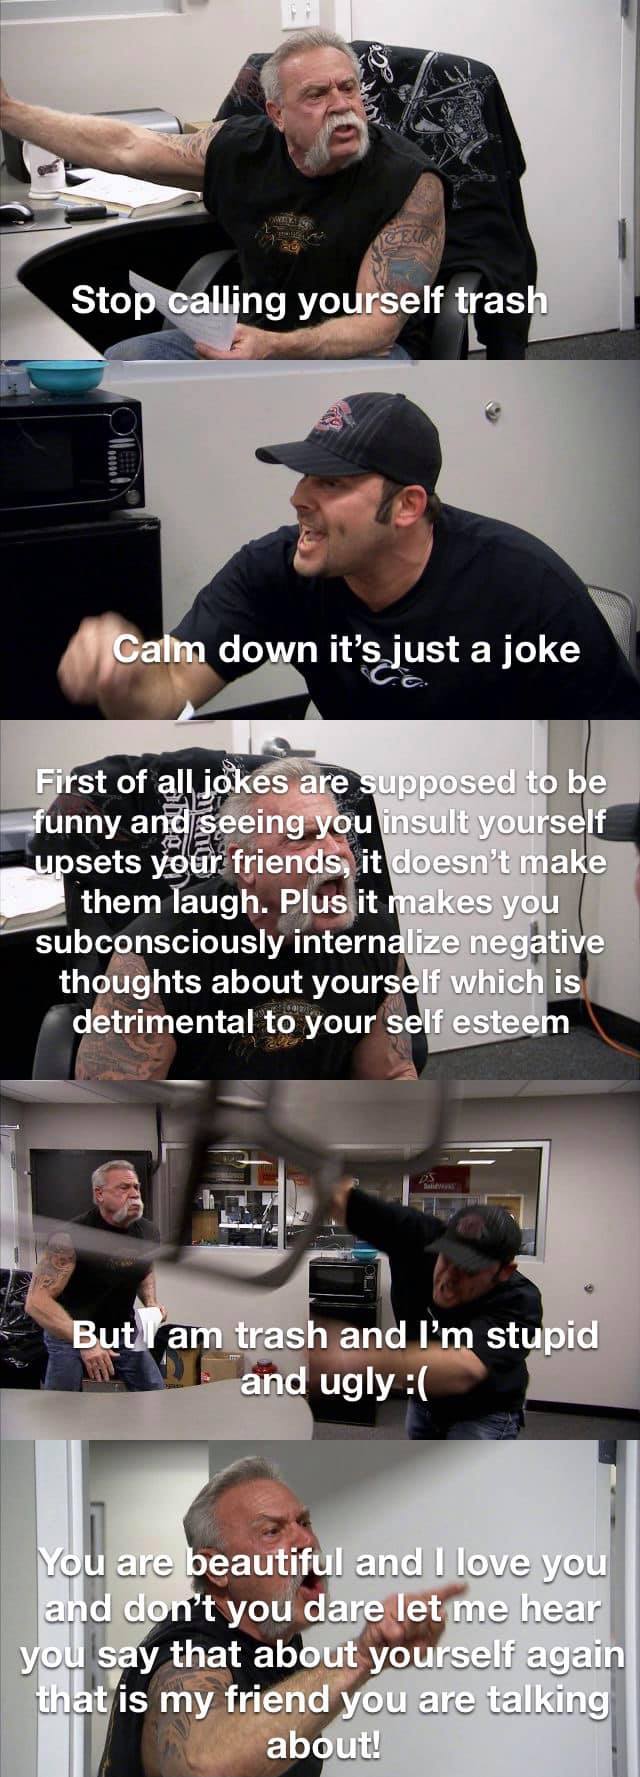 Stop calling yourself trash
Calm down it's just a joke
First of all jokes are supposed to be
funny and seeing you insult yourself
upsets your friends, it doesn't make
them laugh. Plus it makes you
subconsciously internalize negative
thoughts about yourself which is
detrimental to your self esteem
But I am trash and I'm stupid
and ugly :(
You are beautiful and I love you
and don't you dare let me hear
you say that about yourself again
that is my friend you are talking
about!